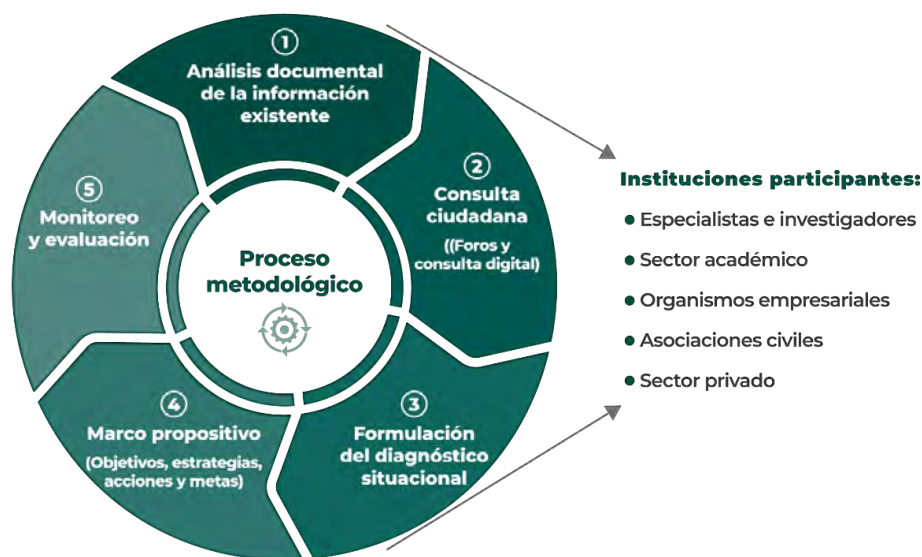 ①
Análisis documental
de la información
existente
②
Consulta
ciudadana
((Foros y
consulta digital)
③
Formulación
del diagnóstico
situacional
④
Marco propositivo
(Objetivos, estrategias,
acciones y metas)
⑤
Monitoreo
y evaluación
Proceso
metodológico
Instituciones participantes:
• Especialistas e investigadores
• Sector académico
• Organismos empresariales
• Asociaciones civiles
• Sector privado